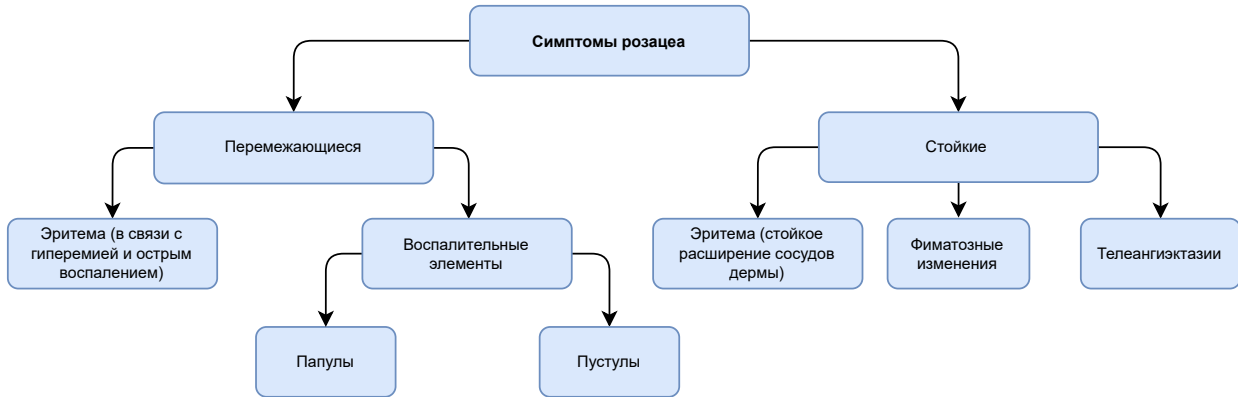 Симптомы розацеа
Перемежающиеся
Стойкие
Эритема (в связи с
гиперемией и острым
воспалением)
Воспалительные
элементы
Эритема (стойкое
расширение сосудов
дермы)
Фиматозные
изменения
Телеангиэктазии
Папулы
Пустулы